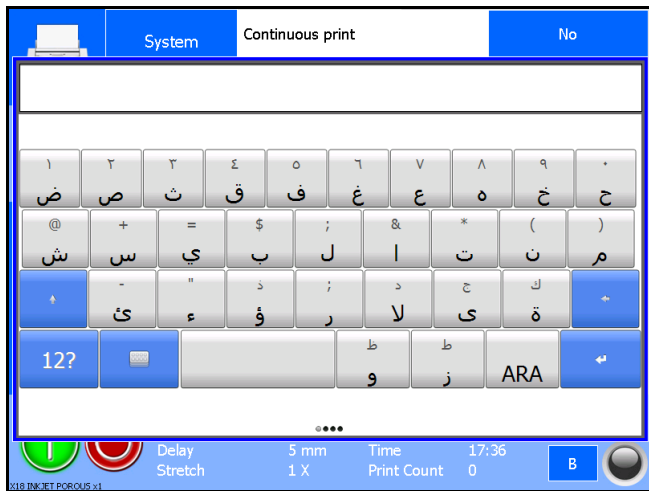 System
Continuous print
No
١ ٢ ٣ ٤ ٥ ٦ ٧ ٨ ٩ ٠
ض ص ث ق ف غ ع ه خ ح
@ + = $ ; & * ( )
ش س ي ب ل ا ت ن م
- " ذ ; د ج ك
ئ ء ؤ ر لا ى ة
ظ ط
12? و ز ARA
Delay 5 mm Time 17:36
Stretch 1 X Print Count 0
B
X18 INKJET POROUS x1